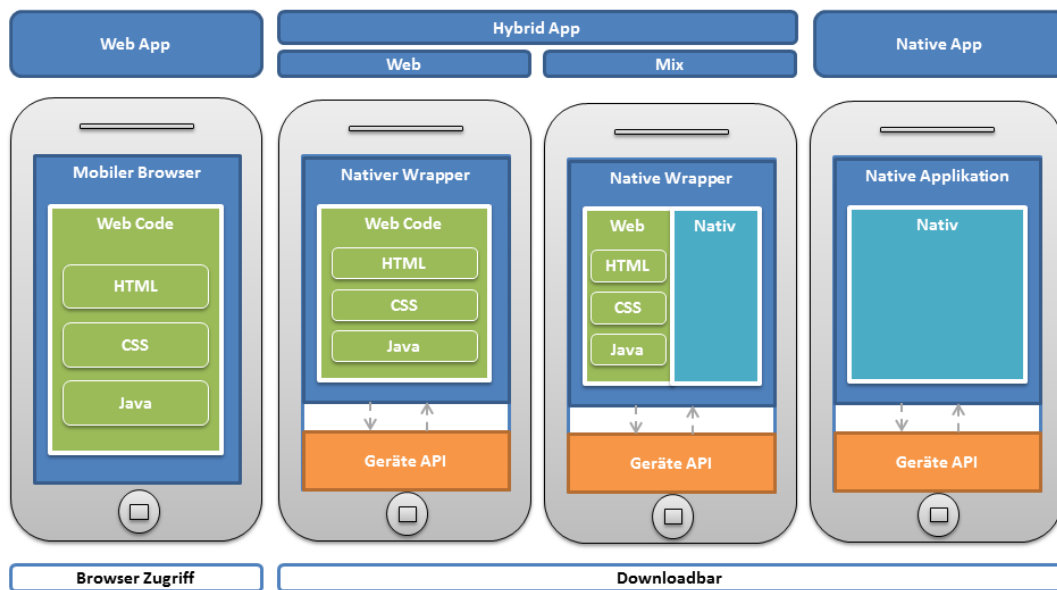 Web App
Hybrid App
Web
Mix
Native App
Mobiler Browser
Web Code
HTML
CSS
Java
Nativer Wrapper
Web Code
HTML
CSS
Java
Geräte API
Native Wrapper
Web
Nativ
HTML
CSS
Java
Geräte API
Native Applikation
Nativ
Geräte API
Browser Zugriff
Downloadbar